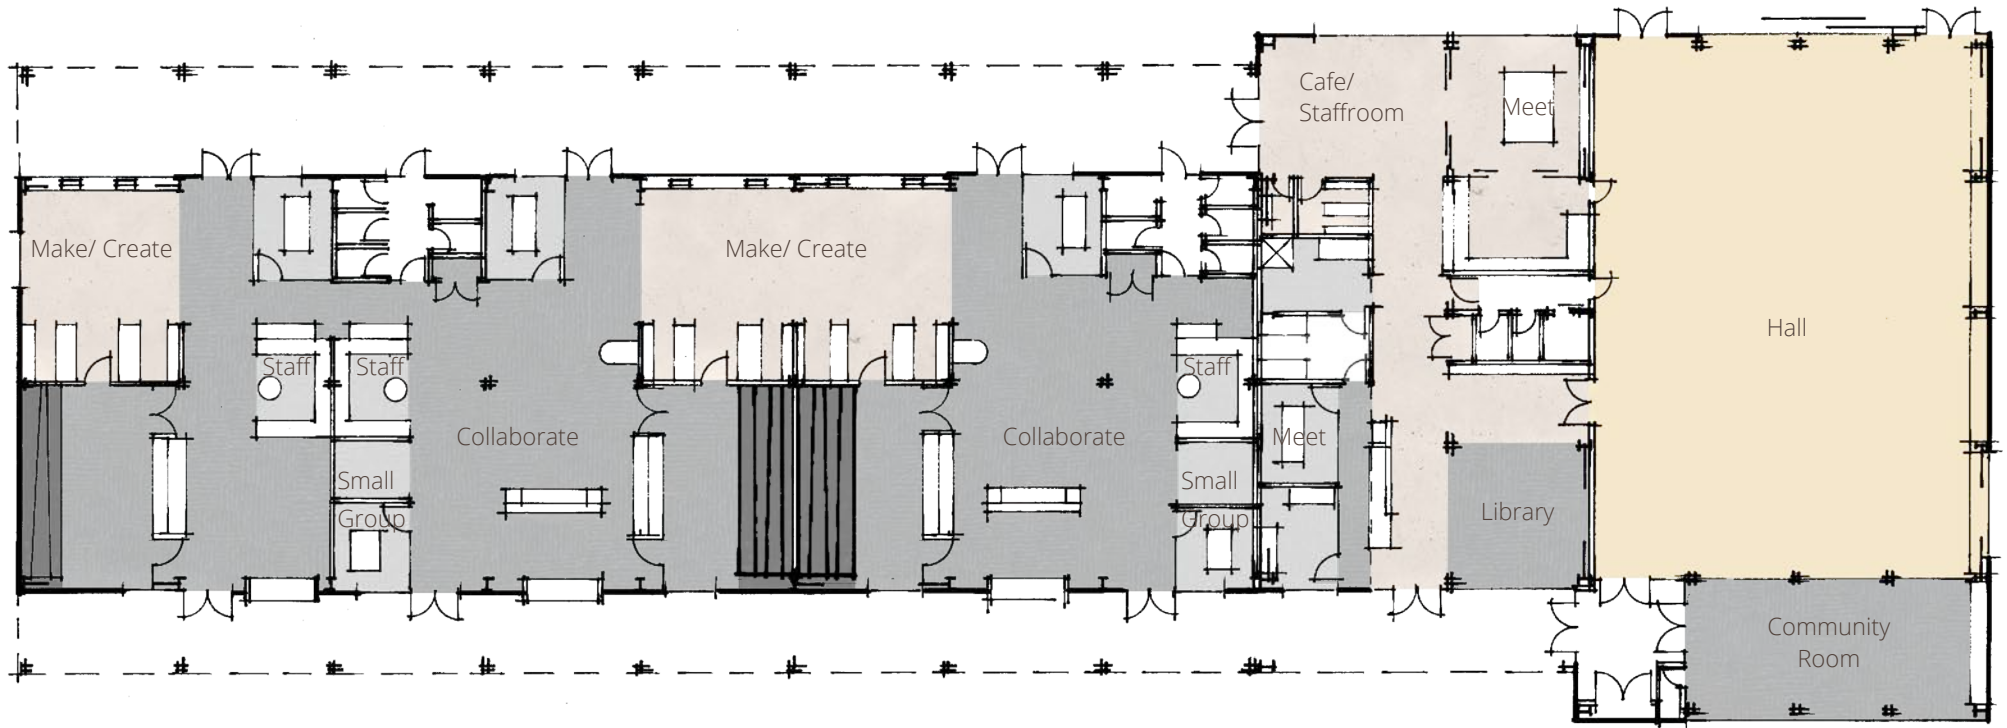 Cafe/
Staffroom
Meet
Make/ Create
Make/ Create
Hall
Staff
Staff
Staff
Collaborate
Collaborate
Meet
Small
Group
Small
Group
Library
Community
Room